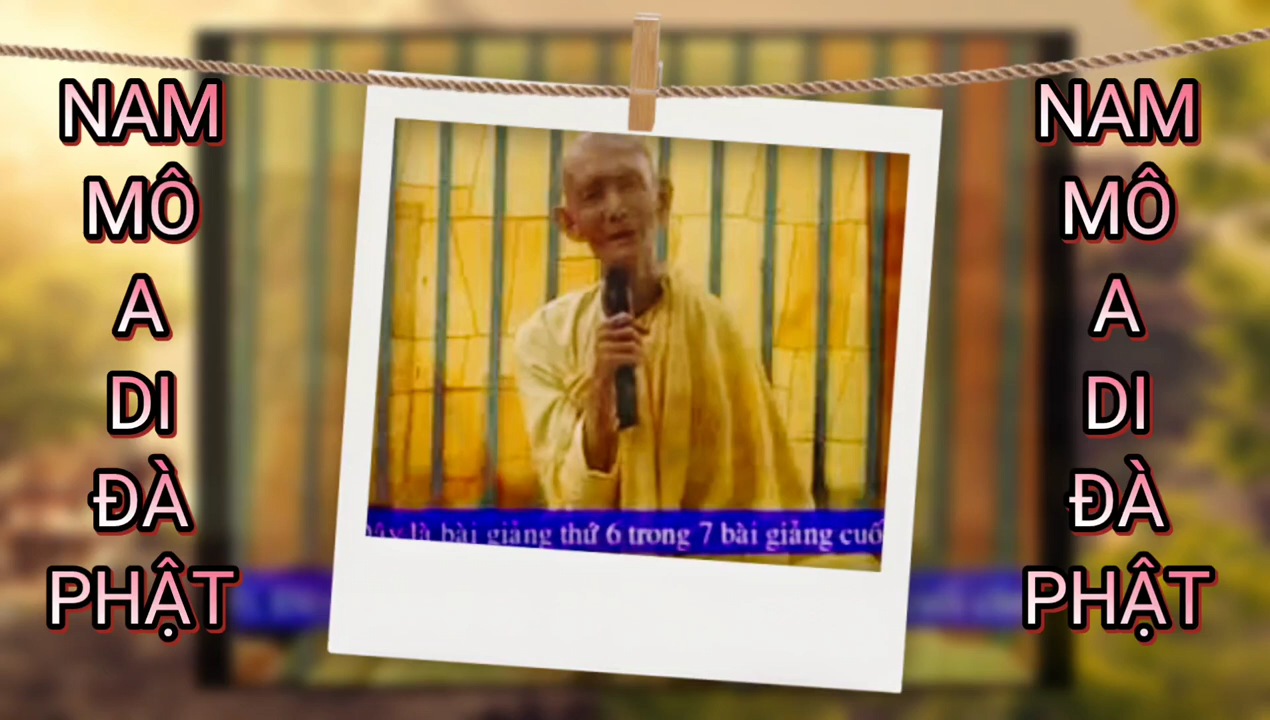 NAM
MÔ
A
DI
ĐÀ
PHẬT
là bài giảng thứ 6 trong 7 bài giảng
NAM
MÔ
A
DI
ĐÀ
PHẬT